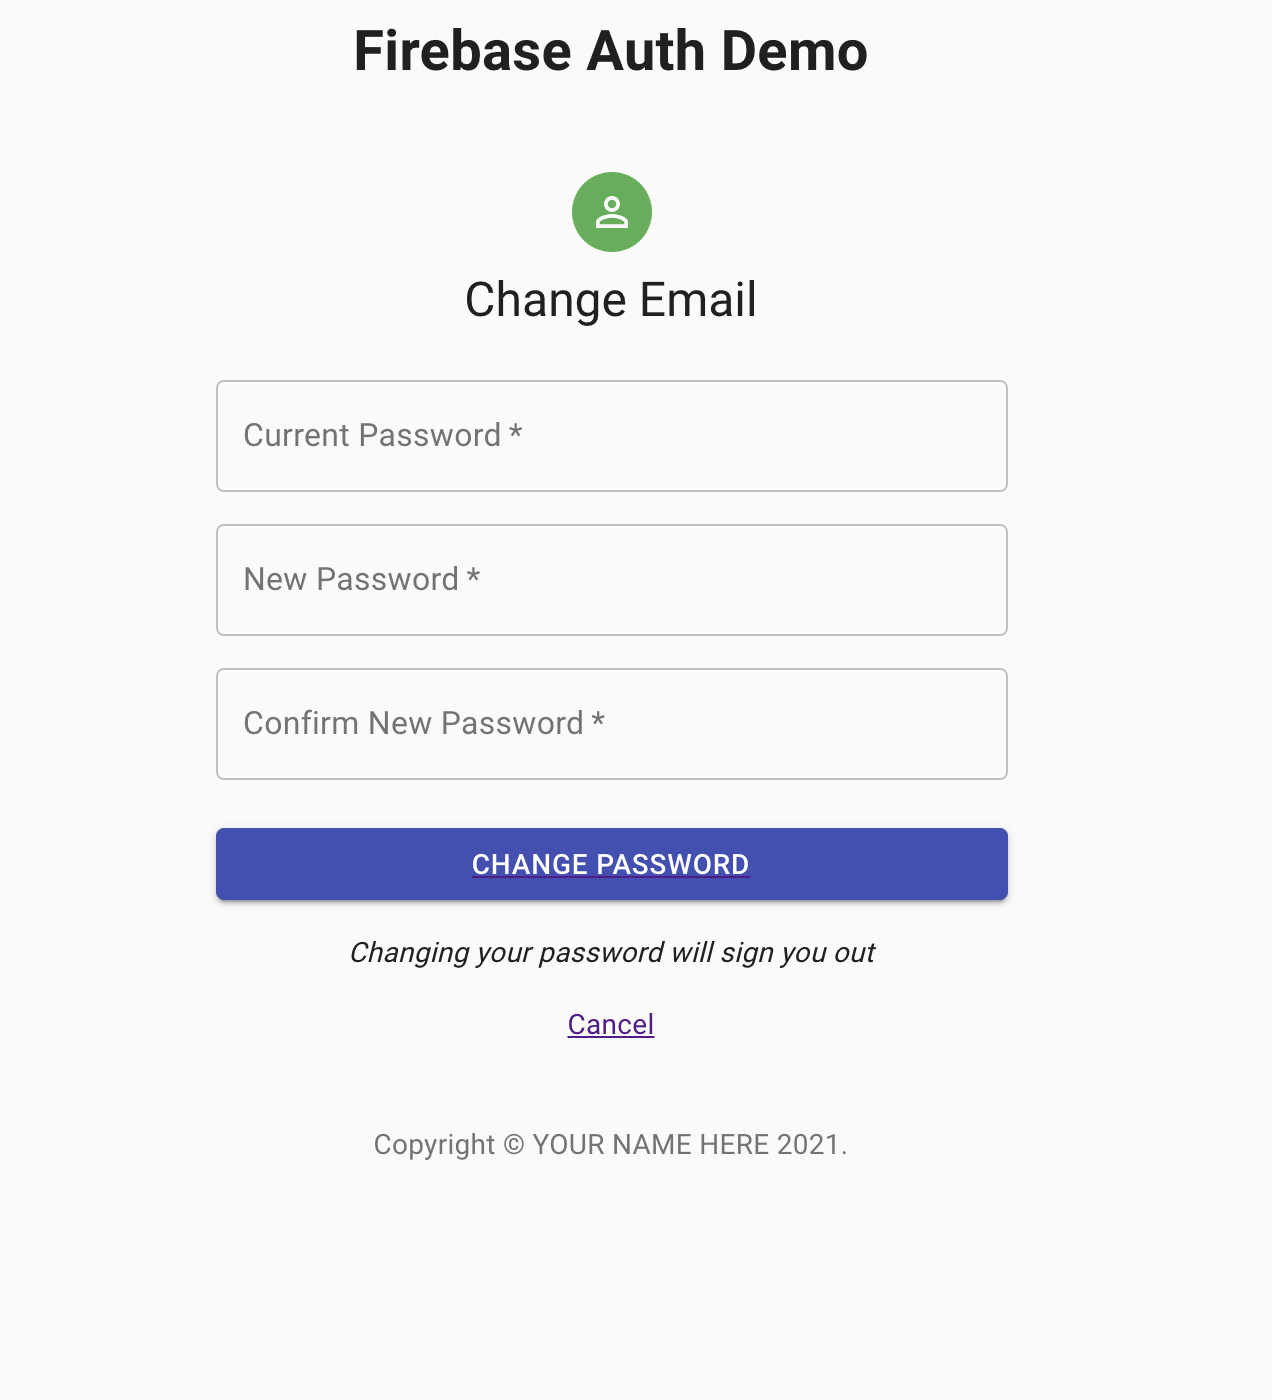 Firebase Auth Demo
Change Email
Current Password *
New Password *
Confirm New Password *
CHANGE PASSWORD
Changing your password will sign you out
Cancel
Copyright © YOUR NAME HERE 2021.